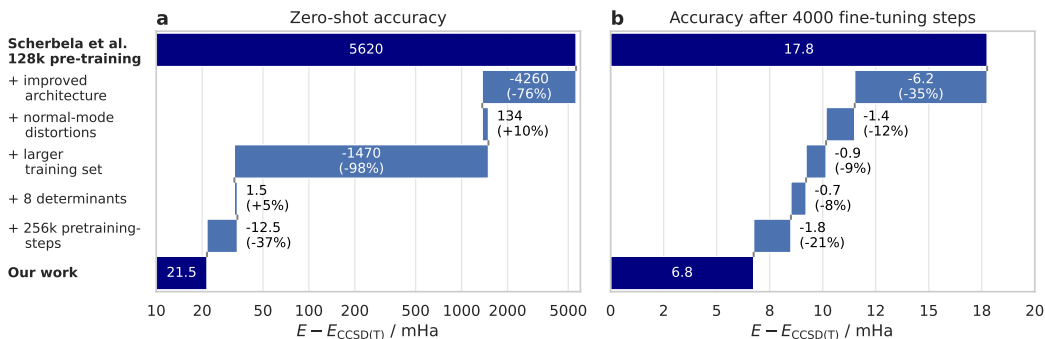 a
Zero-shot accuracy
b
Accuracy after 4000 fine-tuning steps
Scherbela et al.
128k pre-training
5620
17.8
+ improved
architecture
-4260
(-76%)
-6.2
(-35%)
+ normal-mode
distortions
134
(+10%)
-1.4
(-12%)
+ larger
training set
-1470
(-98%)
-0.9
(-9%)
+ 8 determinants
1.5
(+5%)
-0.7
(-8%)
+ 256k pretraining-
steps
-12.5
(-37%)
-1.8
(-21%)
Our work
21.5
6.8
10 20 50 100 200 500 1000 2000 5000
0 2 5 8 10 12 15 18 20
E − E_CCSD(T) / mHa
E − E_CCSD(T) / mHa